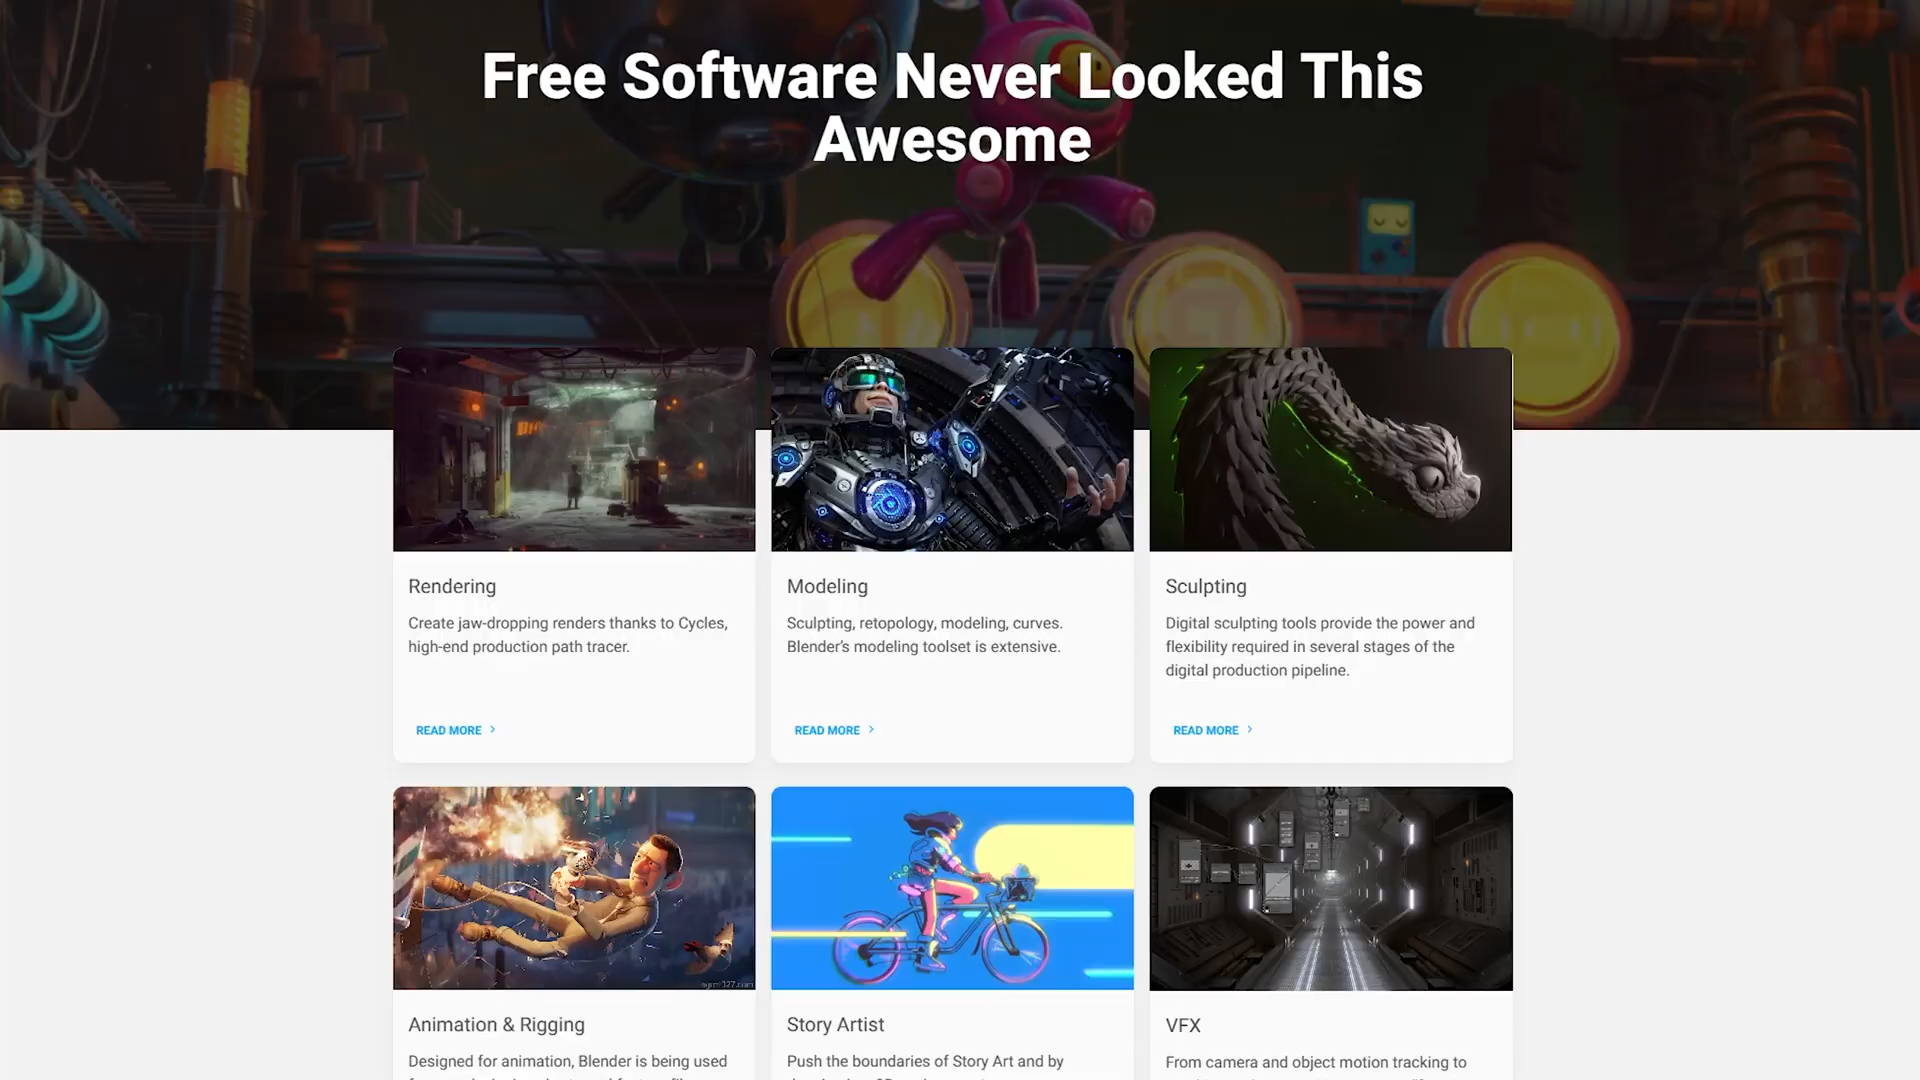 Free Software Never Looked This
Awesome
Rendering
Create jaw-dropping renders thanks to Cycles,
high-end production path tracer.
READ MORE
Modeling
Sculpting, retopology, modeling, curves.
Blender's modeling toolset is extensive.
READ MORE
Sculpting
Digital sculpting tools provide the power and
flexibility required in several stages of the
digital production pipeline.
READ MORE
Animation & Rigging
Designed for animation, Blender is being used
Story Artist
Push the boundaries of Story Art and by
VFX
From camera and object motion tracking to